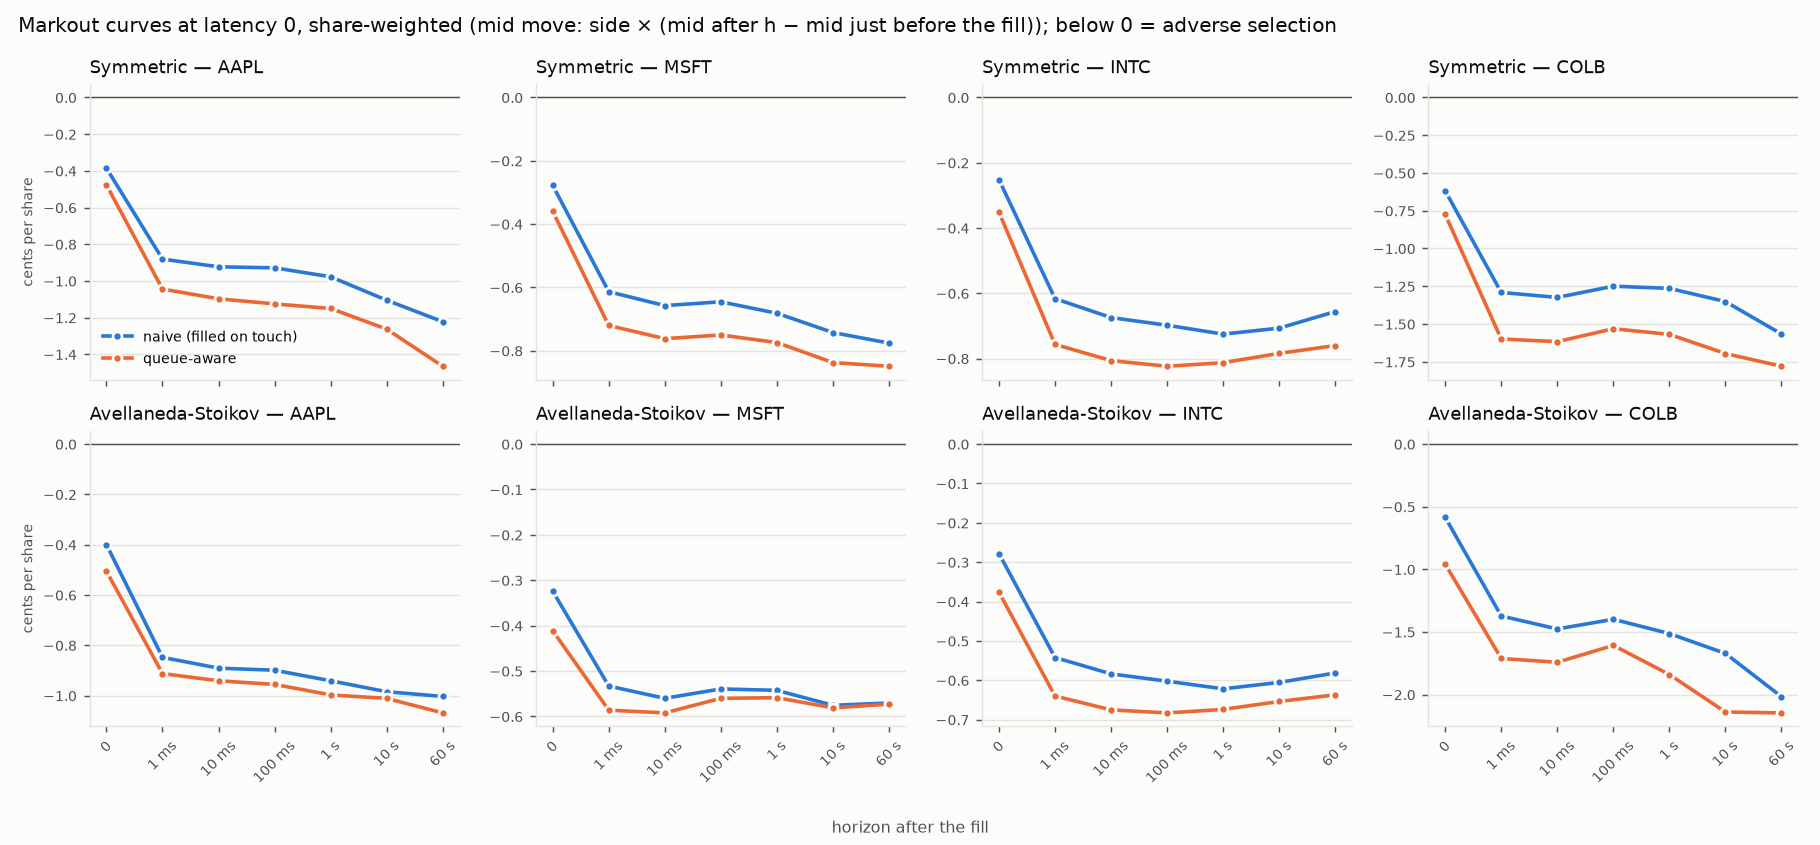 Markout curves at latency 0, share-weighted (mid move: side × (mid after h − mid just before the fill)); below 0 = adverse selection
Symmetric — AAPL
0.0
−0.2
−0.4
−0.6
−0.8
−1.0
−1.2
−1.4
cents per share
naive (filled on touch)
queue-aware
Symmetric — MSFT
0.0
−0.2
−0.4
−0.6
−0.8
Symmetric — INTC
0.0
−0.2
−0.4
−0.6
−0.8
Symmetric — COLB
0.00
−0.25
−0.50
−0.75
−1.00
−1.25
−1.50
−1.75
Avellaneda-Stoikov — AAPL
0.0
−0.2
−0.4
−0.6
−0.8
−1.0
cents per share
0
1 ms
10 ms
100 ms
1 s
10 s
60 s
Avellaneda-Stoikov — MSFT
0.0
−0.1
−0.2
−0.3
−0.4
−0.5
−0.6
0
1 ms
10 ms
100 ms
1 s
10 s
60 s
Avellaneda-Stoikov — INTC
0.0
−0.1
−0.2
−0.3
−0.4
−0.5
−0.6
−0.7
0
1 ms
10 ms
100 ms
1 s
10 s
60 s
Avellaneda-Stoikov — COLB
0.0
−0.5
−1.0
−1.5
−2.0
0
1 ms
10 ms
100 ms
1 s
10 s
60 s
horizon after the fill